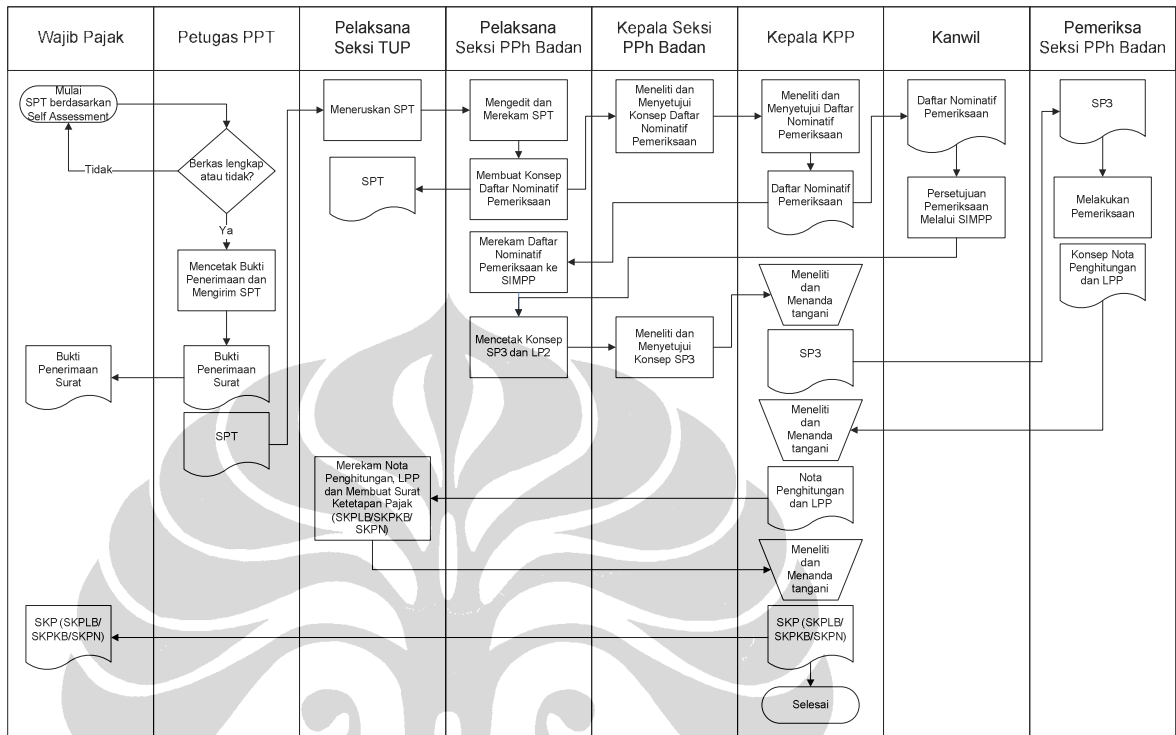 Wajib Pajak
Petugas PPT
Pelaksana
Seksi TUP
Pelaksana
Seksi PPh Badan
Kepala Seksi
PPh Badan
Kepala KPP
Kanwil
Pemeriksa
Seksi PPh Badan
Mulai
SPT berdasarkan
Self Assessment
Berkas lengkap
atau tidak?
Tidak
Ya
Mencetak Bukti
Penerimaan dan
Mengirim SPT
Bukti
Penerimaan
Surat
Bukti
Penerimaan
Surat
SPT
Meneruskan SPT
Mengedit dan
Merekam SPT
SPT
Membuat Konsep
Daftar Nominatif
Pemeriksaan
Meneliti dan
Menyetujui
Konsep Daftar
Nominatif
Pemeriksaan
Meneliti dan
Menyetujui Daftar
Nominatif
Pemeriksaan
Daftar Nominatif
Pemeriksaan
Daftar Nominatif
Pemeriksaan
Persetujuan
Pemeriksaan
Melalui SIMPP
Merekam Daftar
Nominatif
Pemeriksaan ke
SIMPP
Mencetak Konsep
SP3 dan LP2
Meneliti dan
Menyetujui
Konsep SP3
Meneliti
dan
Menanda
tangani
SP3
SP3
Melakukan
Pemeriksaan
Konsep Nota
Penghitungan
dan LPP
Meneliti
dan
Menanda
tangani
Nota
Penghitungan
dan LPP
Merekam Nota
Penghitungan, LPP
dan Membuat Surat
Ketetapan Pajak
(SKPLB/SKPKB/
SKPN)
Meneliti
dan
Menanda
tangani
SKP (SKPLB/
SKPKB/SKPN)
SKP (SKPLB/
SKPKB/SKPN)
Selesai